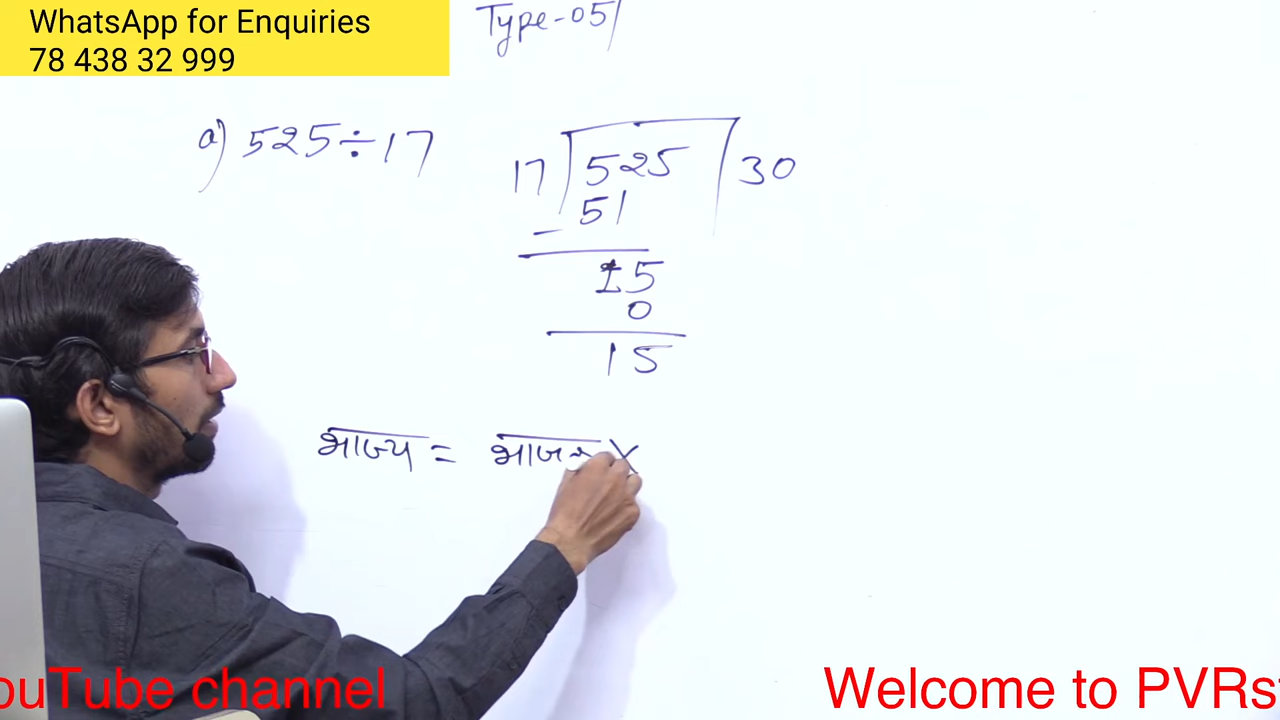 WhatsApp for Enquiries
78 438 32 999
Type-05/
a) 525÷17
17 525 30
51
-
15
0
15
भाज्य = भाजक ×
ouTube channel
Welcome to PVRs